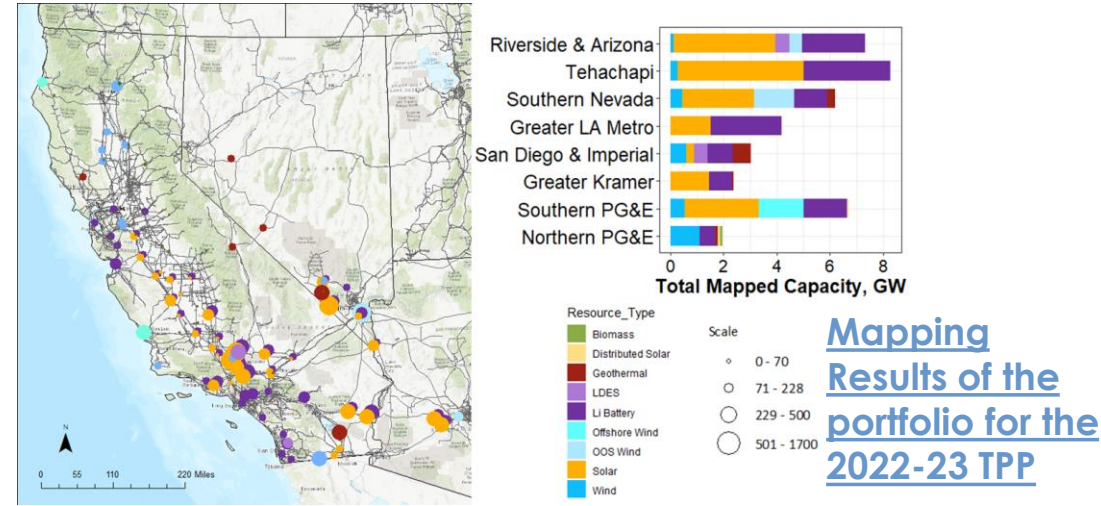 Riverside & Arizona
Tehachapi
Southern Nevada
Greater LA Metro
San Diego & Imperial
Greater Kramer
Southern PG&E
Northern PG&E
0 2 4 6 8
Total Mapped Capacity, GW
Resource_Type
Biomass
Distributed Solar
Geothermal
LDES
Li Battery
Offshore Wind
OOS Wind
Solar
Wind
Scale
0 - 70
71 - 228
229 - 500
501 - 1700
Mapping
Results of the
portfolio for the
2022-23 TPP
N
0 55 110 220 Miles